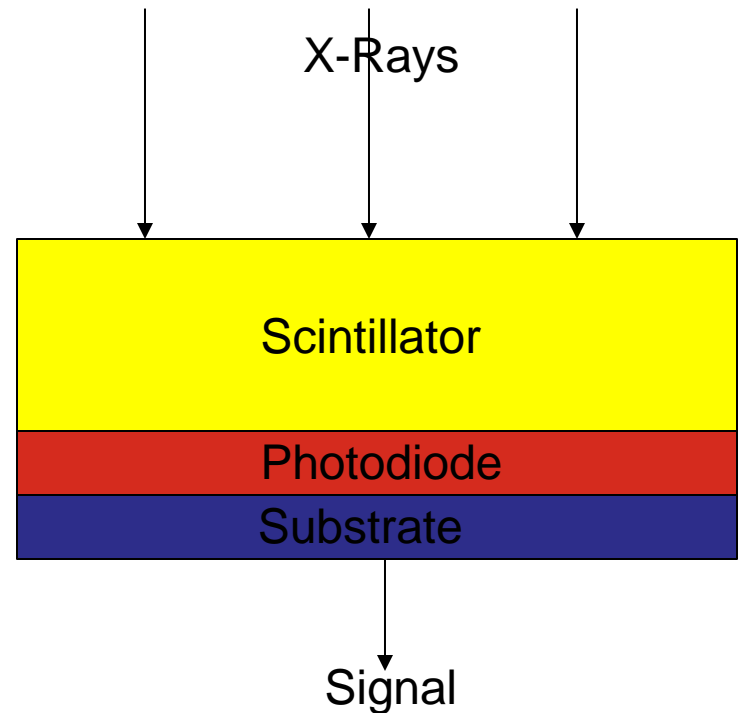 X-Rays
Scintillator
Photodiode
Substrate
Signal